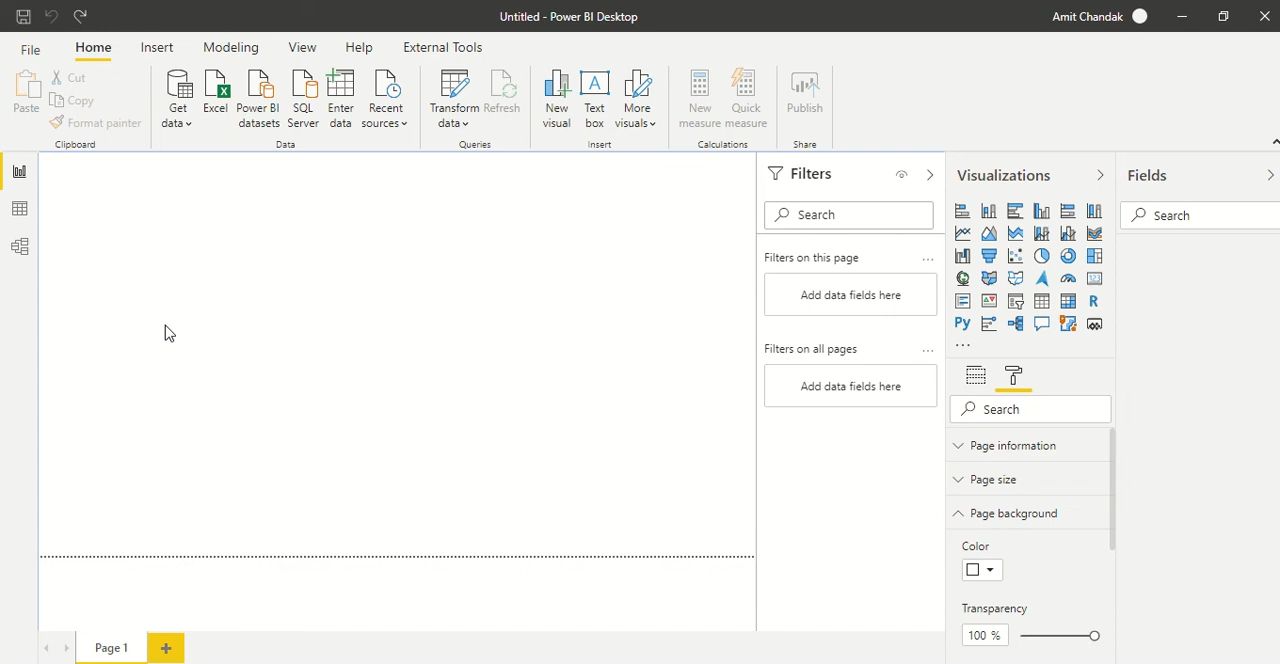 Untitled - Power BI Desktop
Amit Chandak
File
Home
Insert
Modeling
View
Help
External Tools
Paste
Cut
Copy
Format painter
Get data
Excel
Power BI datasets
SQL Server
Enter data
Recent sources
Transform data
Refresh
New visual
A
Text box
More visuals
New measure
Quick measure
Publish
Clipboard
Data
Queries
Insert
Calculations
Share
Filters
Search
Filters on this page
...
Add data fields here
Filters on all pages
...
Add data fields here
Visualizations
123
R
Py
...
Search
Page information
Page size
Page background
Color
Transparency
100 %
Fields
Search
Page 1
+